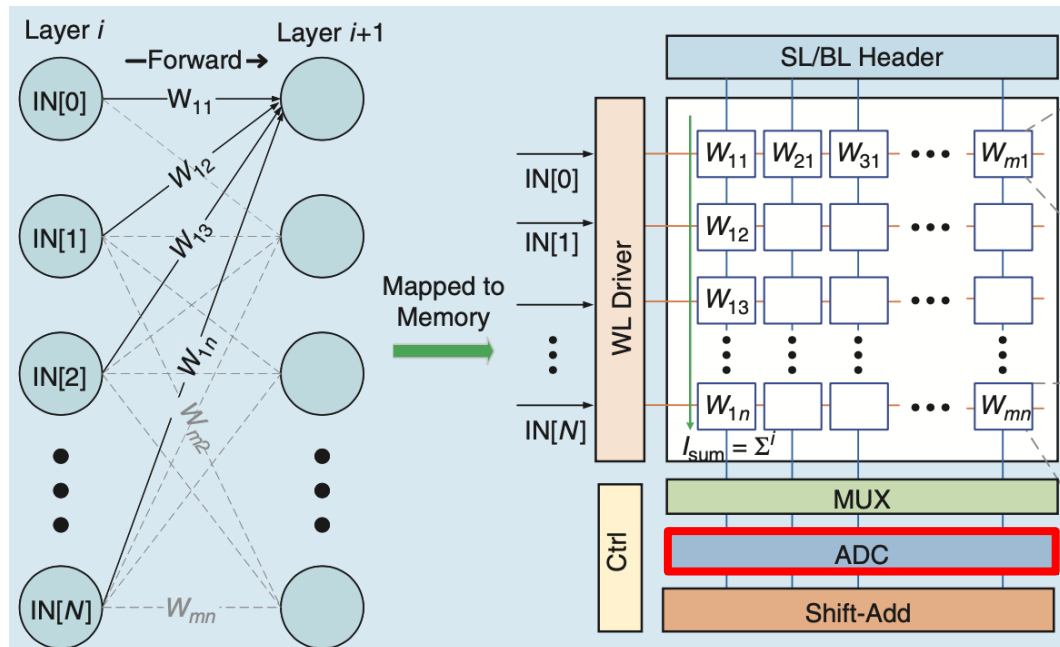 Layer i
Forward
Layer i+1
IN[0]
IN[1]
IN[2]
IN[N]
W₁₁
W₁₂
W₁₃
W₁ₙ
Wₘ₂
Wₘₙ
Mapped to
Memory
SL/BL Header
WL Driver
IN[0]
IN[1]
IN[N]
W₁₁ W₂₁ W₃₁ ••• Wₘ₁
W₁₂ •••
W₁₃ •••
W₁ₙ ••• Wₘₙ
I_sum = Σⁱ
Ctrl
MUX
ADC
Shift-Add